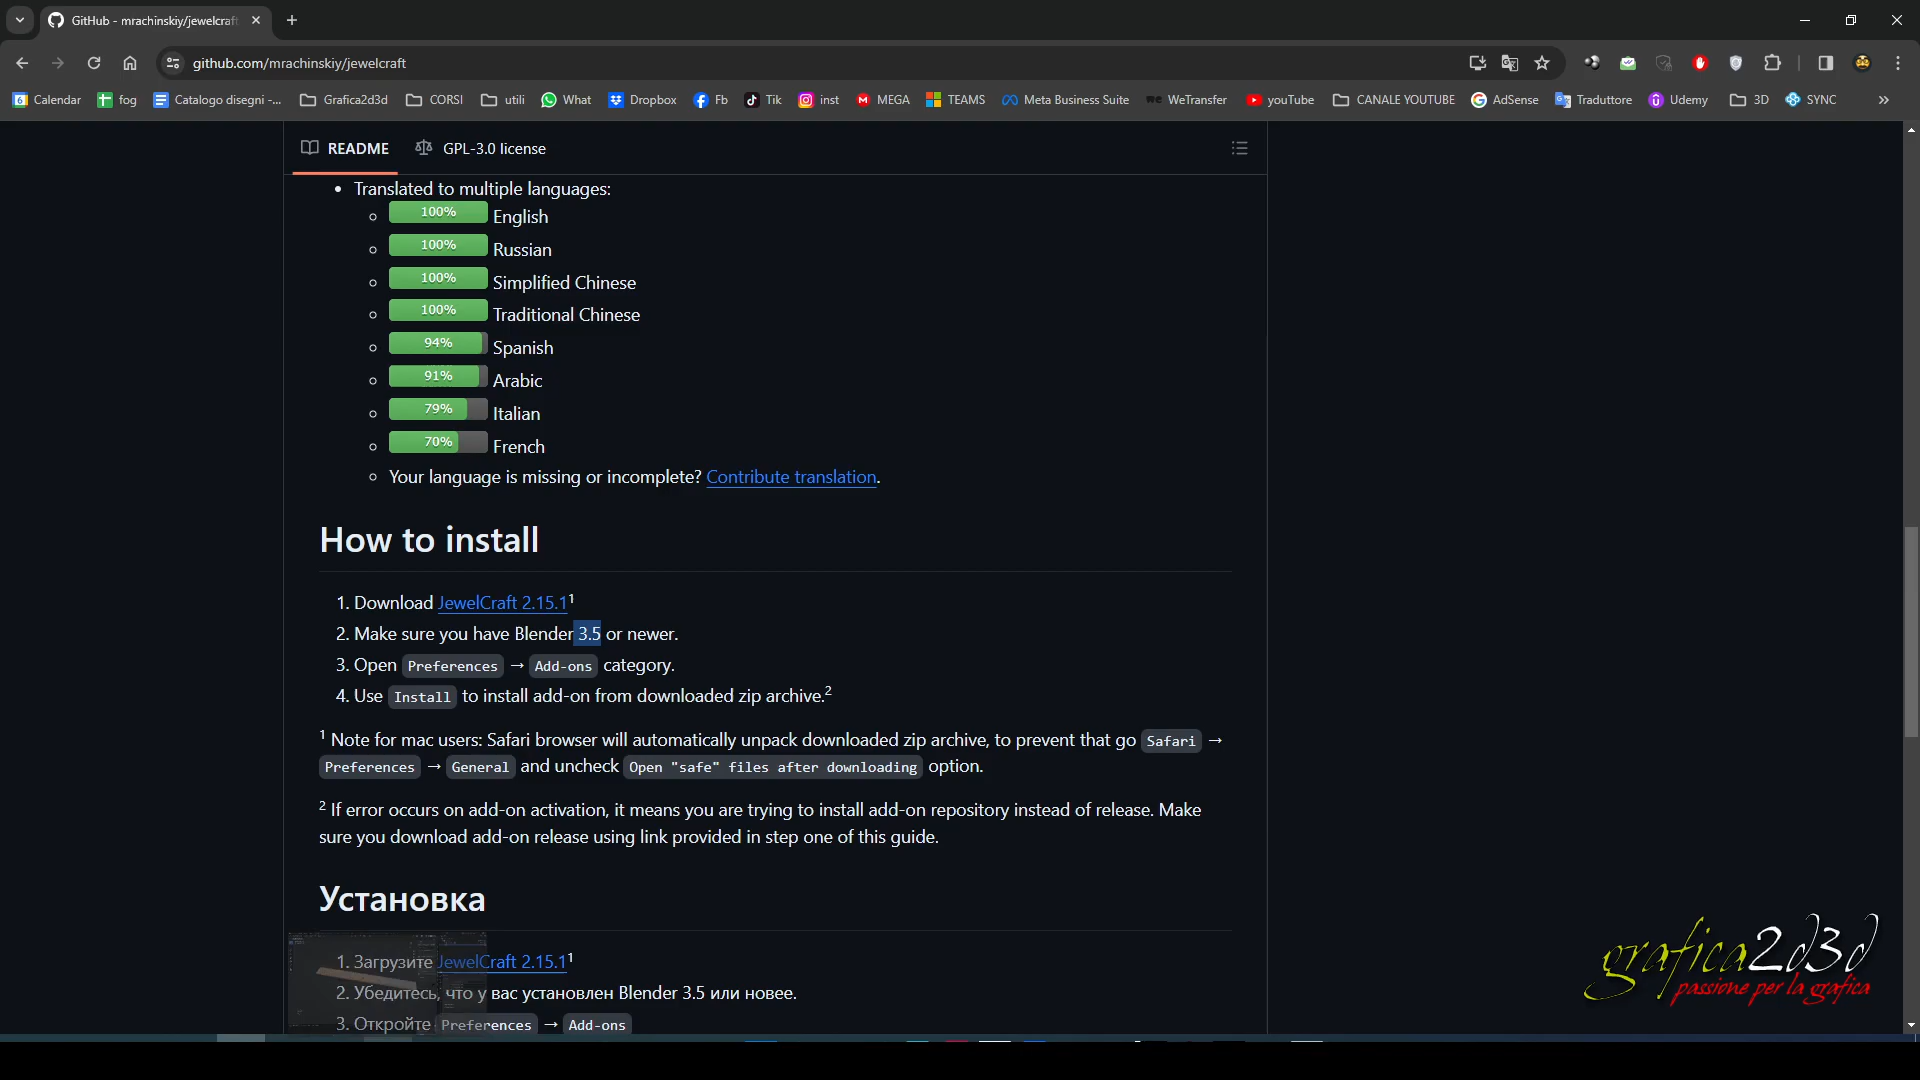 GitHub - mrachinskiy/jewelcraft
github.com/mrachinskiy/jewelcraft
Calendar fog Catalogo disegni -... Grafica2d3d CORSI utili What Dropbox Fb Tik inst MEGA TEAMS Meta Business Suite WeTransfer youTube CANALE YOUTUBE AdSense Traduttore Udemy 3D SYNC »
README GPL-3.0 license
• Translated to multiple languages:
100% English
100% Russian
100% Simplified Chinese
100% Traditional Chinese
94% Spanish
91% Arabic
79% Italian
70% French
Your language is missing or incomplete? Contribute translation.
How to install
1. Download JewelCraft 2.15.1¹
2. Make sure you have Blender 3.5 or newer.
3. Open Preferences → Add-ons category.
4. Use Install to install add-on from downloaded zip archive.²
¹ Note for mac users: Safari browser will automatically unpack downloaded zip archive, to prevent that go Safari →
Preferences → General and uncheck Open "safe" files after downloading option.
² If error occurs on add-on activation, it means you are trying to install add-on repository instead of release. Make
sure you download add-on release using link provided in step one of this guide.
Установка
1. Загрузите JewelCraft 2.15.1¹
2. Убедитесь, что у вас установлен Blender 3.5 или новее.
3. Откройте Preferences → Add-ons
grafica2d3d
passione per la grafica